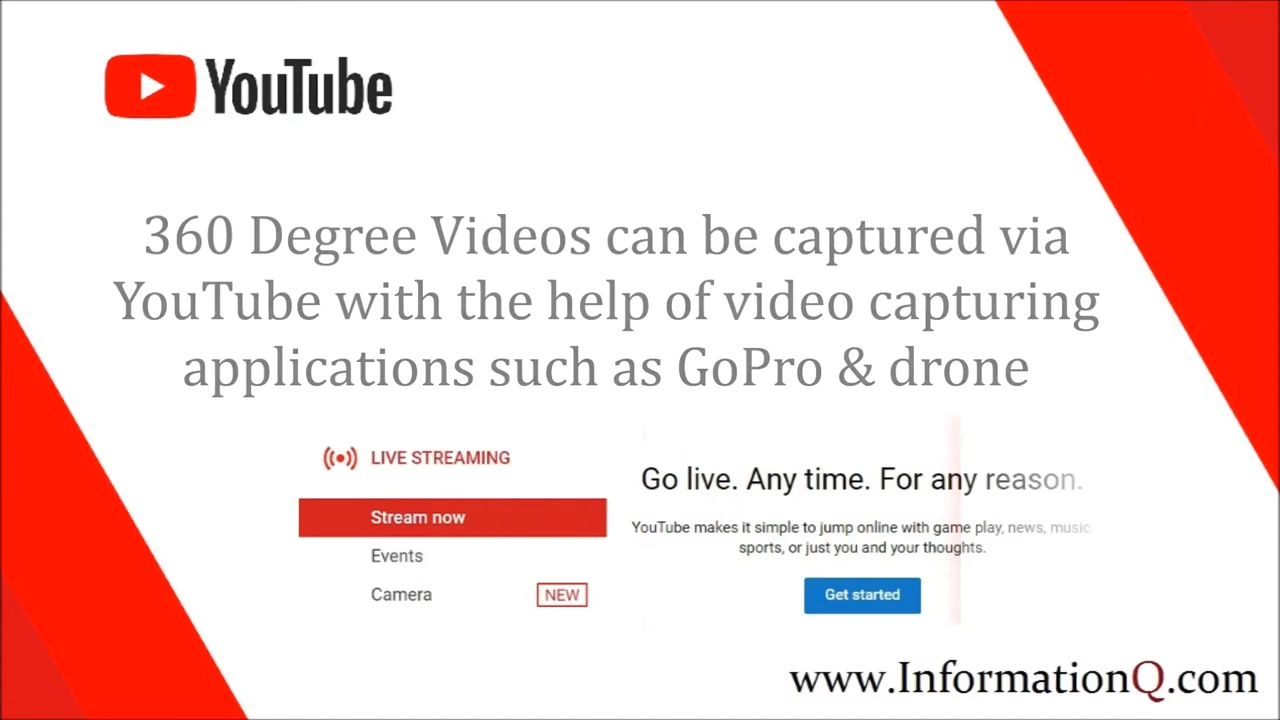 YouTube
360 Degree Videos can be captured via
YouTube with the help of video capturing
applications such as GoPro & drone
LIVE STREAMING
Stream now
Events
Camera NEW
Go live. Any time. For any reason.
YouTube makes it simple to jump online with game play, news, music
sports, or just you and your thoughts.
Get started
www.InformationQ.com